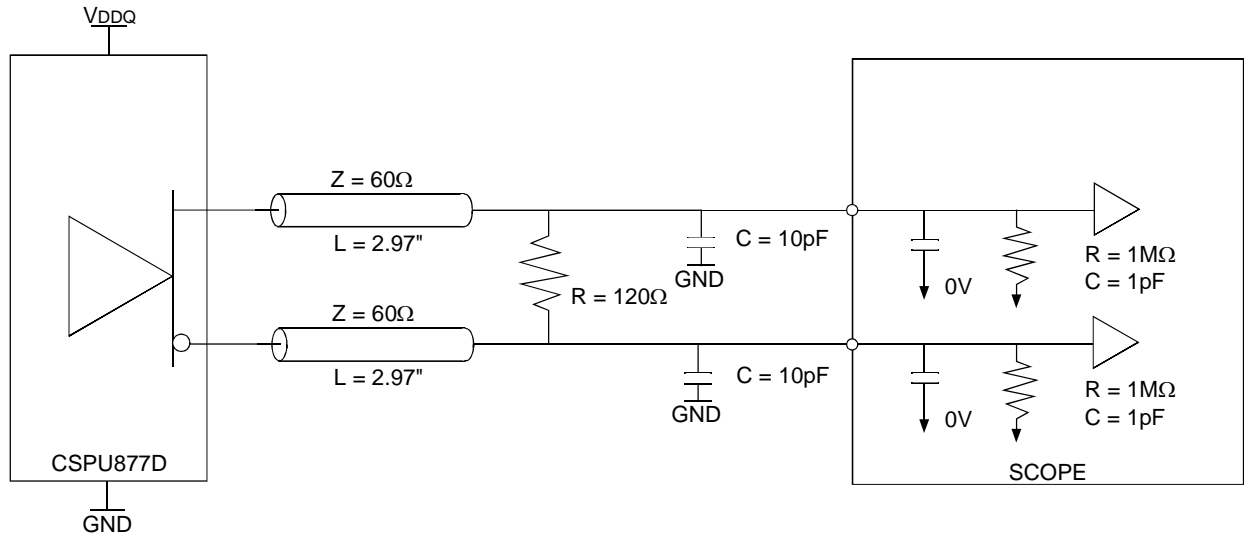 VDDQ
Z = 60Ω
L = 2.97"
C = 10pF
GND
R = 120Ω
0V
R = 1MΩ
C = 1pF
Z = 60Ω
L = 2.97"
C = 10pF
GND
0V
R = 1MΩ
C = 1pF
CSPU877D
SCOPE
GND